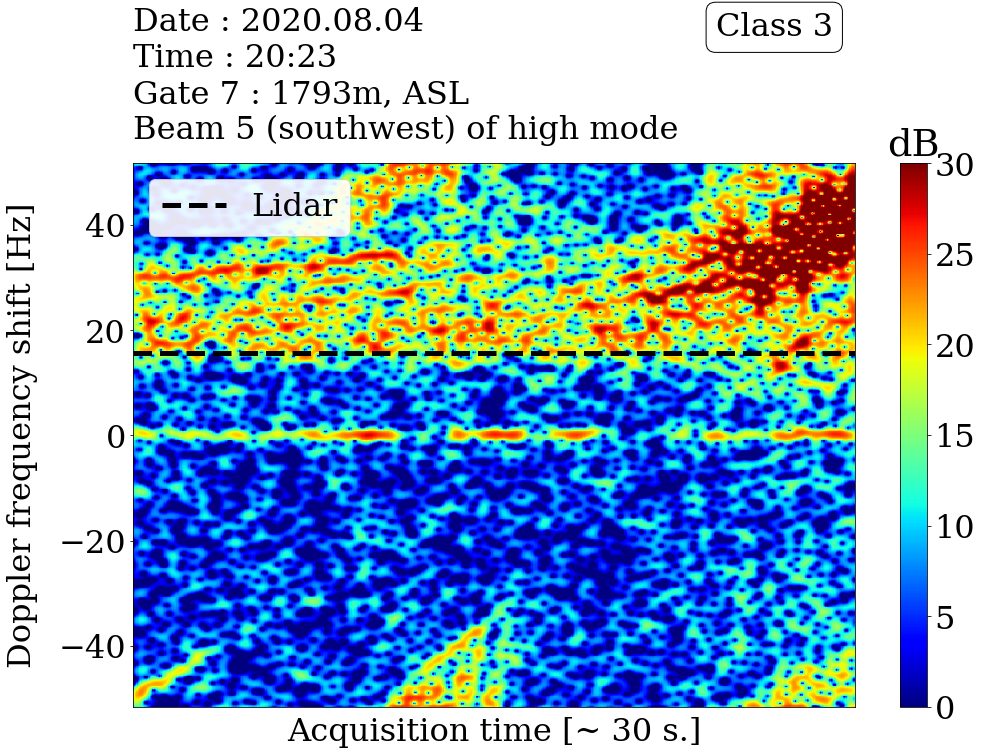 Date : 2020.08.04
Time : 20:23
Gate 7 : 1793m, ASL
Beam 5 (southwest) of high mode
Class 3
dB
Lidar
Doppler frequency shift [Hz]
40
20
0
−20
−40
Acquisition time [~ 30 s.]
30
25
20
15
10
5
0